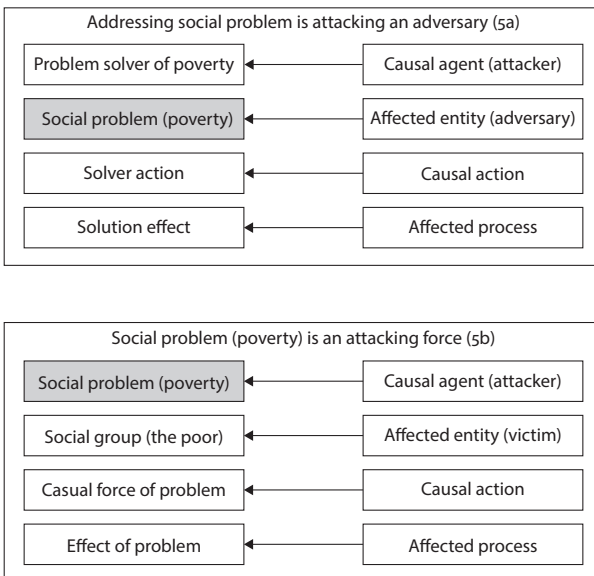 Addressing social problem is attacking an adversary (5a)
Problem solver of poverty
Causal agent (attacker)
Social problem (poverty)
Affected entity (adversary)
Solver action
Causal action
Solution effect
Affected process
Social problem (poverty) is an attacking force (5b)
Social problem (poverty)
Causal agent (attacker)
Social group (the poor)
Affected entity (victim)
Casual force of problem
Causal action
Effect of problem
Affected process